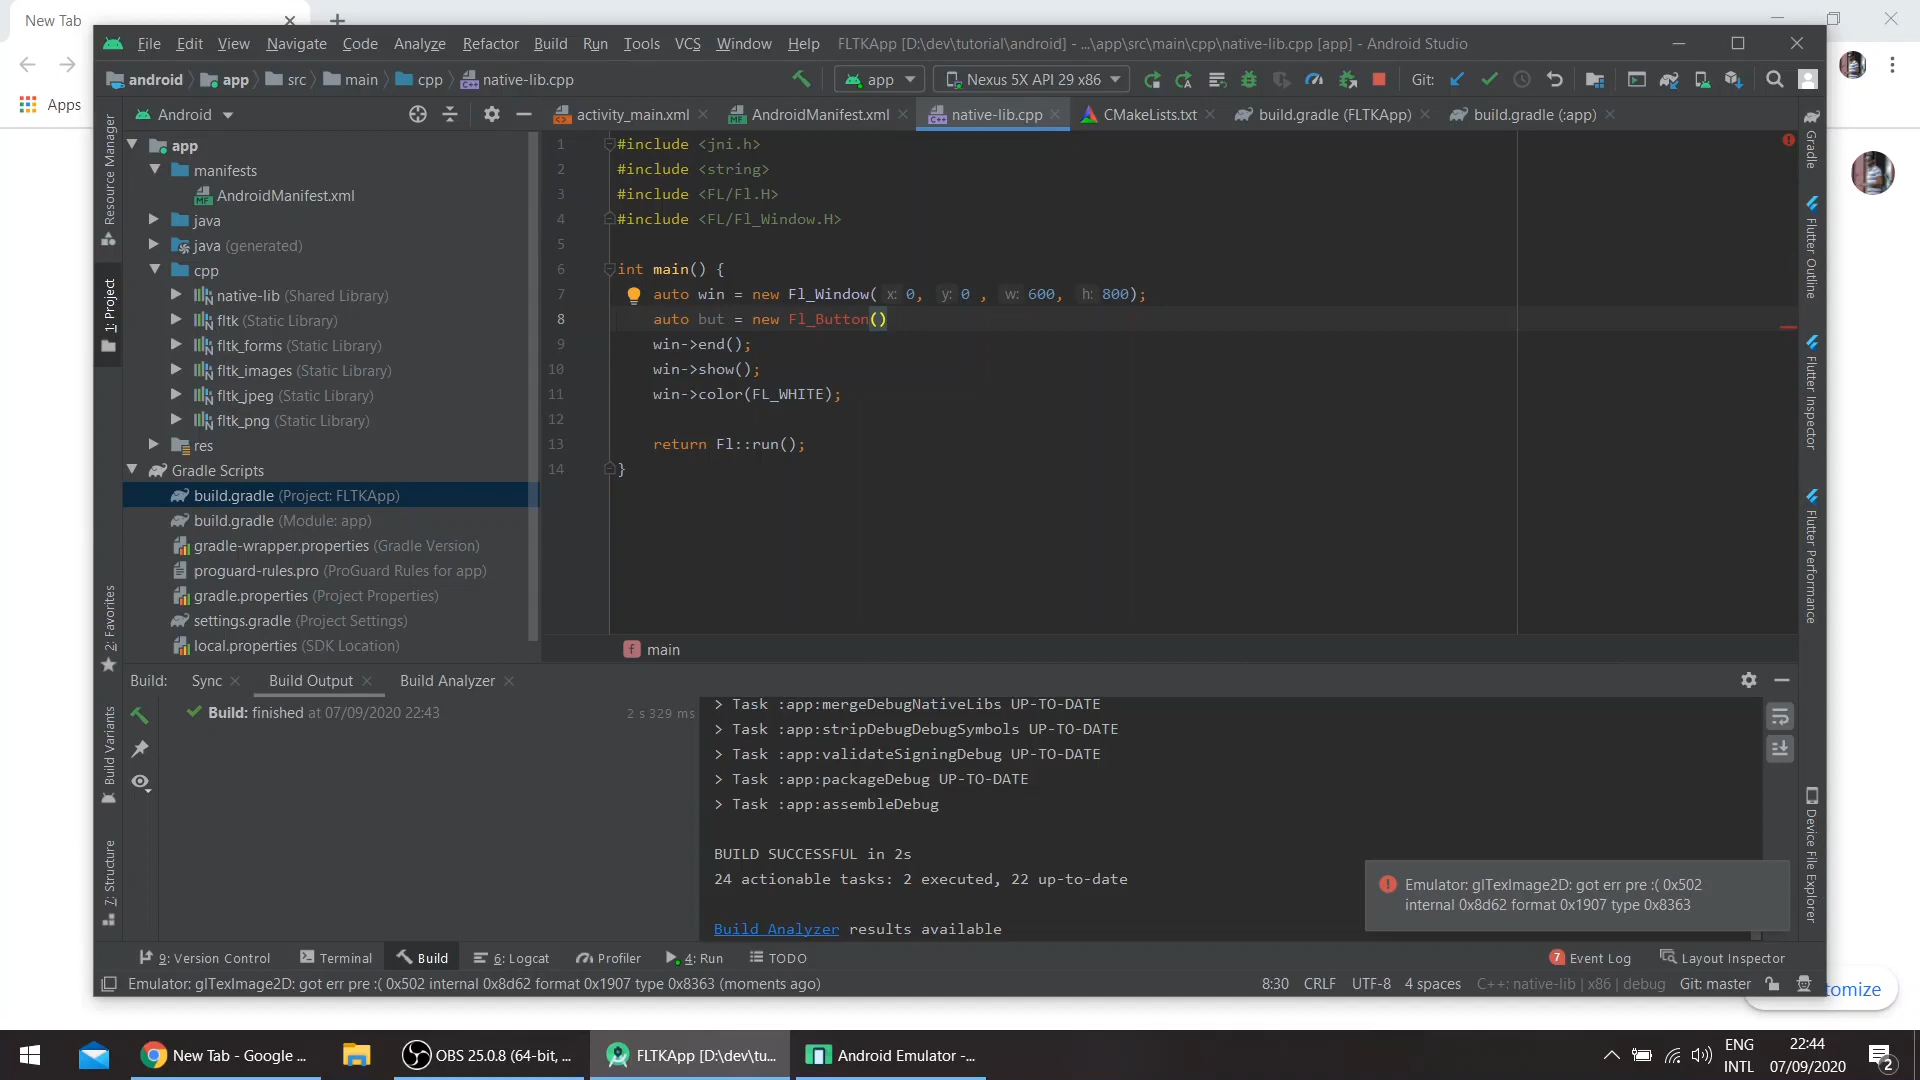 New Tab
Apps
File Edit View Navigate Code Analyze Refactor Build Run Tools VCS Window Help FLTKApp [D:\dev\tutorial\android] - ...\app\src\main\cpp\native-lib.cpp [app] - Android Studio
android app src main cpp native-lib.cpp app Nexus 5X API 29 x86 Git:
Android activity_main.xml AndroidManifest.xml native-lib.cpp CMakeLists.txt build.gradle (FLTKApp) build.gradle (:app)
Resource Manager
1: Project
2: Favorites
Build Variants
7: Structure
app
manifests
AndroidManifest.xml
java
java (generated)
cpp
native-lib (Shared Library)
fltk (Static Library)
fltk_forms (Static Library)
fltk_images (Static Library)
fltk_jpeg (Static Library)
fltk_png (Static Library)
res
Gradle Scripts
build.gradle (Project: FLTKApp)
build.gradle (Module: app)
gradle-wrapper.properties (Gradle Version)
proguard-rules.pro (ProGuard Rules for app)
gradle.properties (Project Properties)
settings.gradle (Project Settings)
local.properties (SDK Location)
1 #include <jni.h>
2 #include <string>
3 #include <FL/Fl.H>
4 #include <FL/Fl_Window.H>
5
6 int main() {
7 auto win = new Fl_Window( x: 0, y: 0 , w: 600, h: 800);
8 auto but = new Fl_Button()
9 win->end();
10 win->show();
11 win->color(FL_WHITE);
12
13 return Fl::run();
14 }
f main
Gradle
Flutter Outline
Flutter Inspector
Flutter Performance
Device File Explorer
Build: Sync Build Output Build Analyzer
Build: finished at 07/09/2020 22:43 2 s 329 ms
> Task :app:mergeDebugNativeLibs UP-TO-DATE
> Task :app:stripDebugDebugSymbols UP-TO-DATE
> Task :app:validateSigningDebug UP-TO-DATE
> Task :app:packageDebug UP-TO-DATE
> Task :app:assembleDebug
BUILD SUCCESSFUL in 2s
24 actionable tasks: 2 executed, 22 up-to-date
Build Analyzer results available
Emulator: glTexImage2D: got err pre :( 0x502
internal 0x8d62 format 0x1907 type 0x8363
9: Version Control Terminal Build 6: Logcat Profiler 4: Run TODO 7 Event Log Layout Inspector
Emulator: glTexImage2D: got err pre :( 0x502 internal 0x8d62 format 0x1907 type 0x8363 (moments ago) 8:30 CRLF UTF-8 4 spaces C++: native-lib | x86 | debug Git: master
tomize
New Tab - Google ... OBS 25.0.8 (64-bit, ... FLTKApp [D:\dev\tu... Android Emulator -...
ENG
INTL
22:44
07/09/2020
2